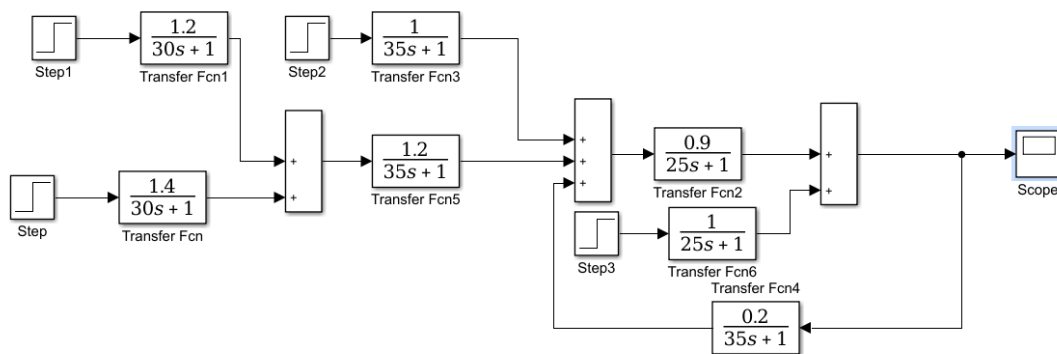 1.2
30s + 1
Step1
Transfer Fcn1
1
35s + 1
Step2
Transfer Fcn3
+
+
1.2
35s + 1
Transfer Fcn5
1.4
30s + 1
Step
Transfer Fcn
+
+
+
0.9
25s + 1
Transfer Fcn2
+
+
Scope
1
25s + 1
Step3
Transfer Fcn6
Transfer Fcn4
0.2
35s + 1